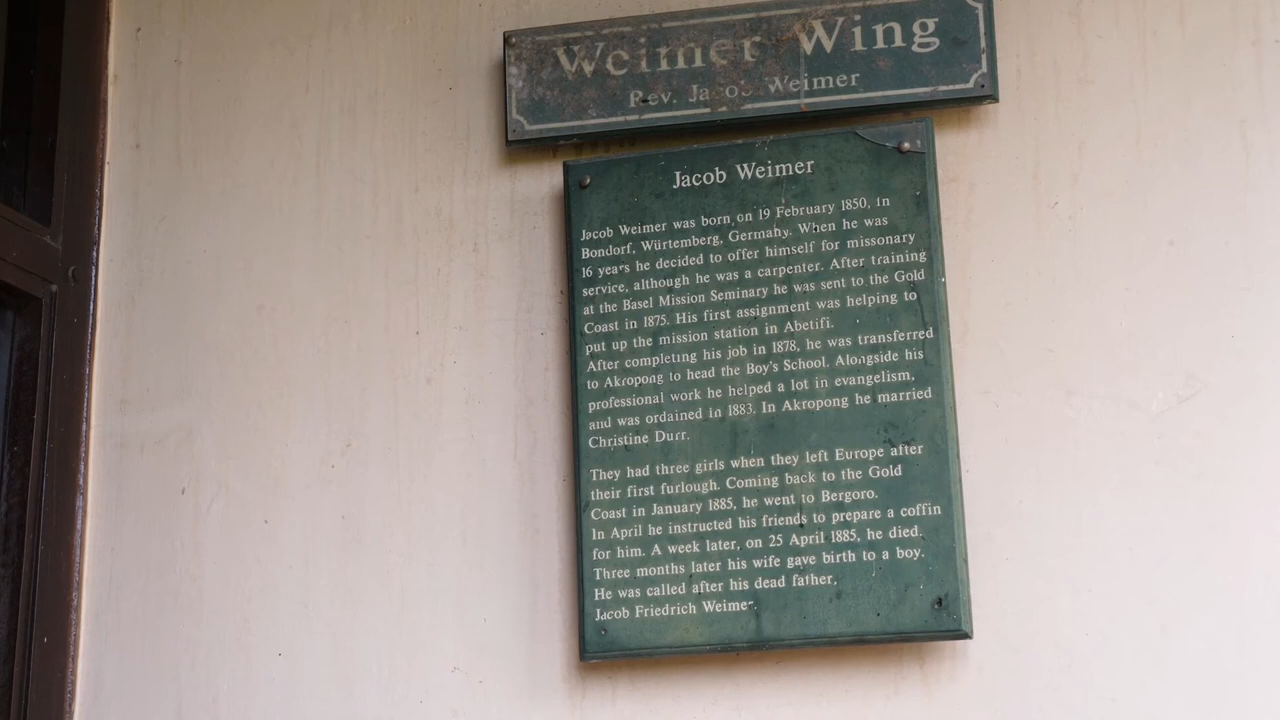 Weimer Wing
Rev. Jacob Weimer
Jacob Weimer
Jacob Weimer was born on 19 February 1850, in
Bondorf, Würtemberg, Germany. When he was
16 years he decided to offer himself for missonary
service, although he was a carpenter. After training
at the Basel Mission Seminary he was sent to the Gold
Coast in 1875. His first assignment was helping to
put up the mission station in Abetifi.
After completing his job in 1878, he was transferred
to Akropong to head the Boy's School. Alongside his
professional work he helped a lot in evangelism,
and was ordained in 1883. In Akropong he married
Christine Durr.
They had three girls when they left Europe after
their first furlough. Coming back to the Gold
Coast in January 1885, he went to Bergoro.
In April he instructed his friends to prepare a coffin
for him. A week later, on 25 April 1885, he died.
Three months later his wife gave birth to a boy.
He was called after his dead father,
Jacob Friedrich Weimer.